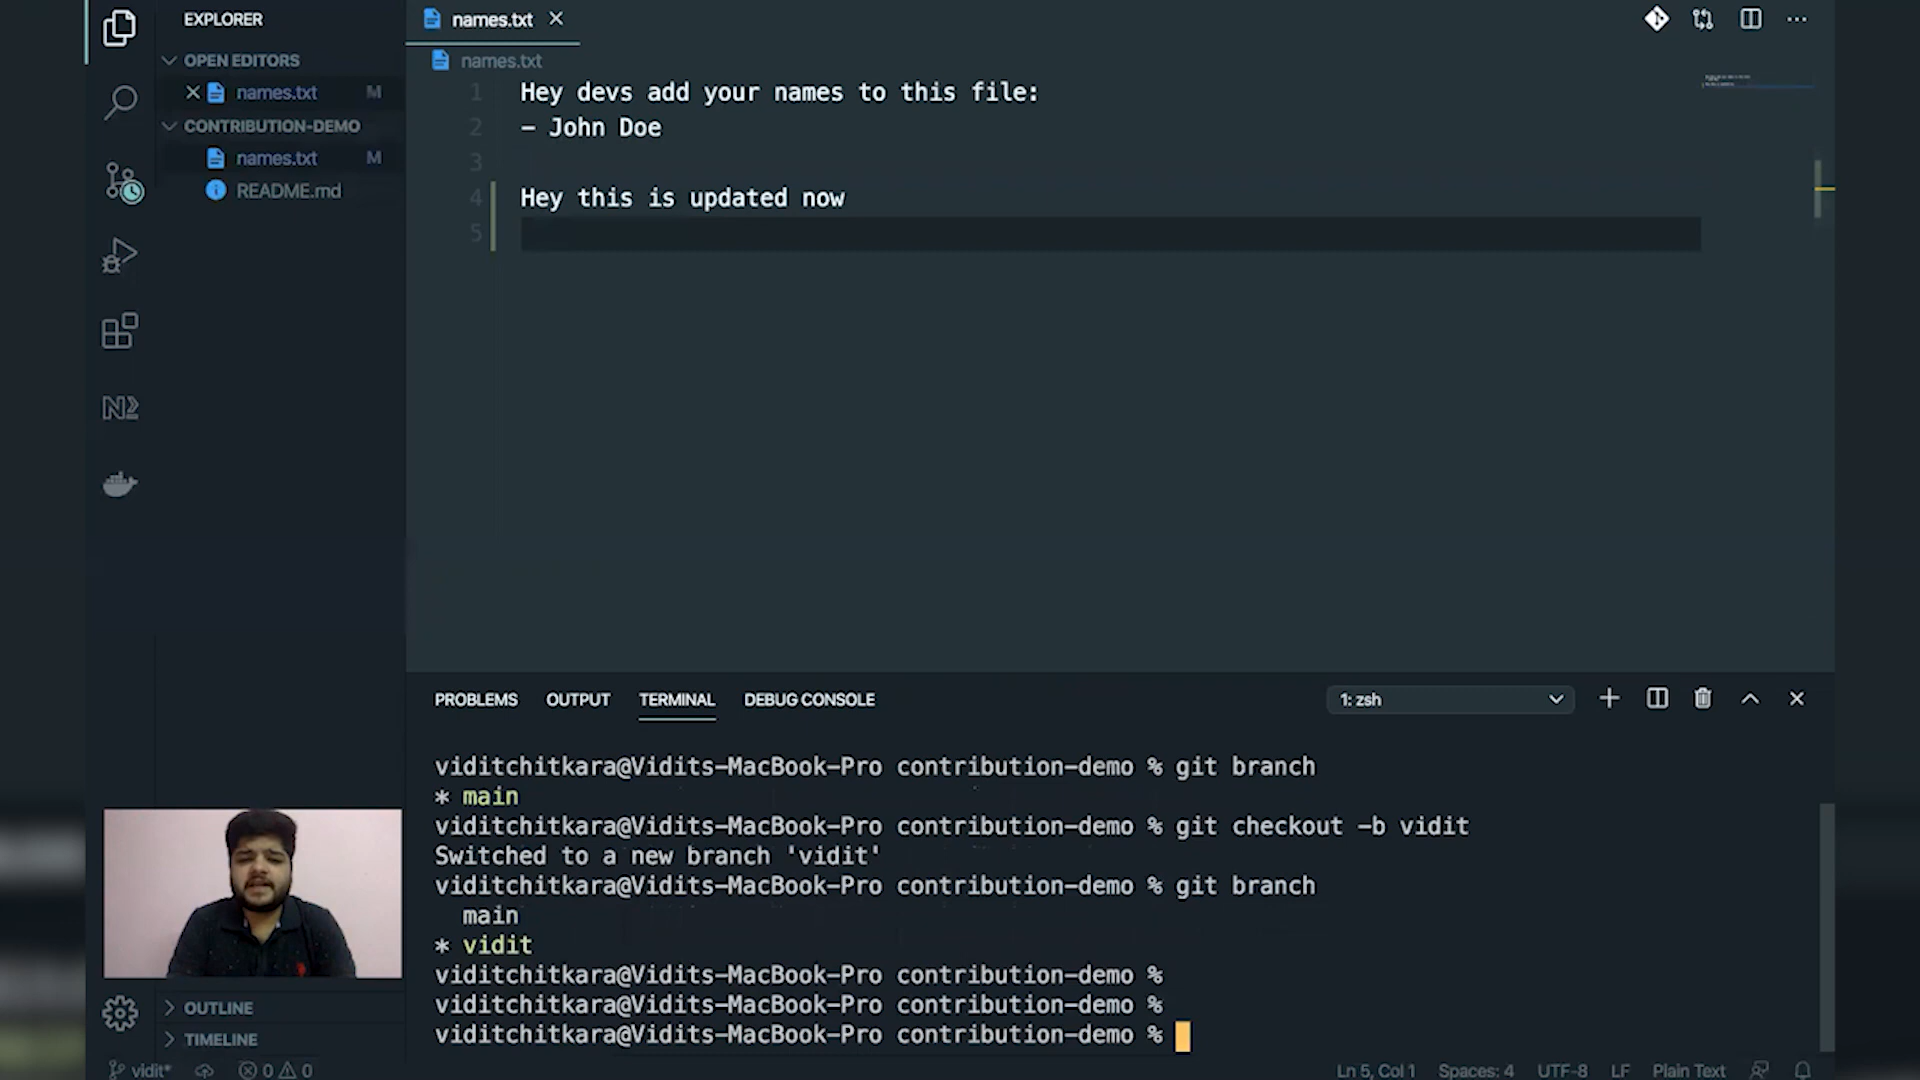 EXPLORER
OPEN EDITORS
names.txt M
CONTRIBUTION-DEMO
names.txt M
README.md
names.txt
names.txt
1 Hey devs add your names to this file:
2 - John Doe
3
4 Hey this is updated now
5
PROBLEMS OUTPUT TERMINAL DEBUG CONSOLE
1: zsh
viditchitkara@Vidits-MacBook-Pro contribution-demo % git branch
* main
viditchitkara@Vidits-MacBook-Pro contribution-demo % git checkout -b vidit
Switched to a new branch 'vidit'
viditchitkara@Vidits-MacBook-Pro contribution-demo % git branch
main
* vidit
viditchitkara@Vidits-MacBook-Pro contribution-demo %
viditchitkara@Vidits-MacBook-Pro contribution-demo %
viditchitkara@Vidits-MacBook-Pro contribution-demo %
OUTLINE
TIMELINE
vidit* 0 0
Ln 5, Col 1 Spaces: 4 UTF-8 LF Plain Text